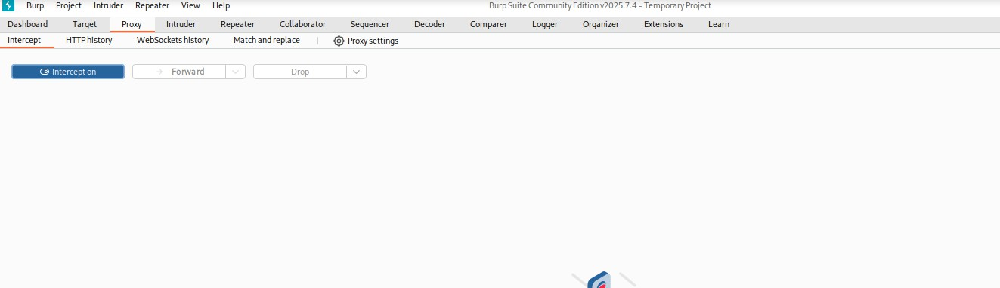 Burp Project Intruder Repeater View Help Burp Suite Community Edition v2025.7.4 - Temporary Project
Dashboard Target Proxy Intruder Repeater Collaborator Sequencer Decoder Comparer Logger Organizer Extensions Learn
Intercept HTTP history WebSockets history Match and replace Proxy settings
Intercept on Forward Drop